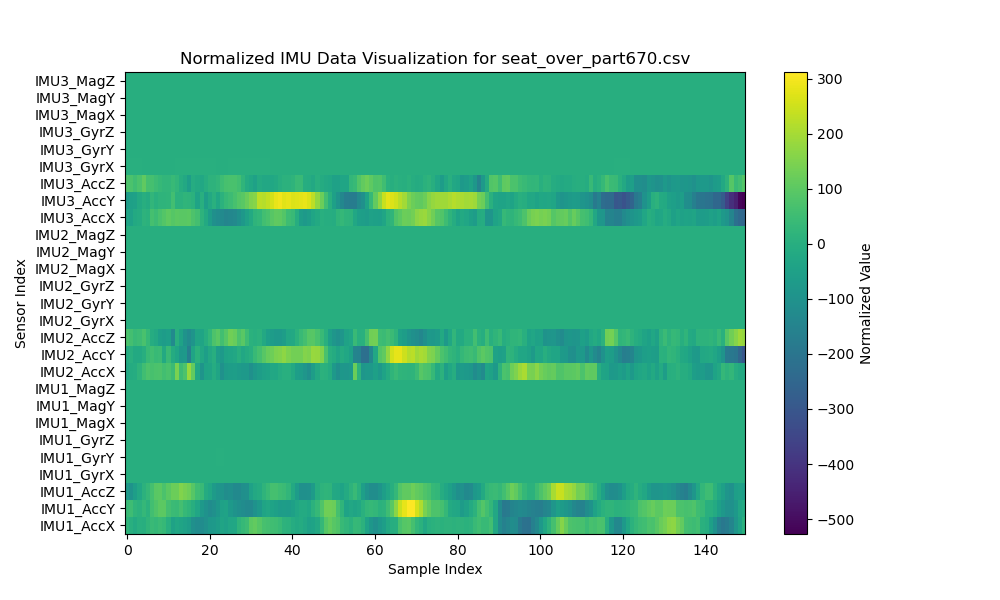 Normalized IMU Data Visualization for seat_over_part670.csv
IMU3_MagZ
IMU3_MagY
IMU3_MagX
IMU3_GyrZ
IMU3_GyrY
IMU3_GyrX
IMU3_AccZ
IMU3_AccY
IMU3_AccX
IMU2_MagZ
IMU2_MagY
IMU2_MagX
IMU2_GyrZ
IMU2_GyrY
IMU2_GyrX
IMU2_AccZ
IMU2_AccY
IMU2_AccX
IMU1_MagZ
IMU1_MagY
IMU1_MagX
IMU1_GyrZ
IMU1_GyrY
IMU1_GyrX
IMU1_AccZ
IMU1_AccY
IMU1_AccX
Sensor Index
0 20 40 60 80 100 120 140
Sample Index
300
200
100
0
−100
−200
−300
−400
−500
Normalized Value